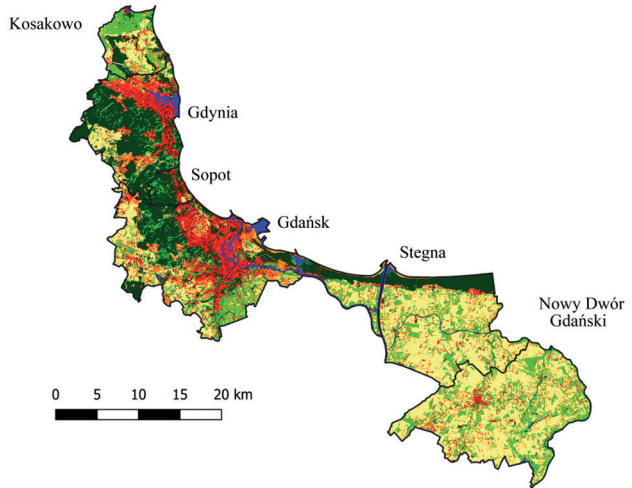 Kosakowo
Gdynia
Sopot
Gdańsk
Stegna
Nowy Dwór
Gdański
0 5 10 15 20 km